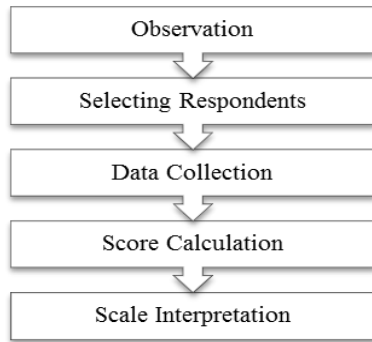 Observation
Selecting Respondents
Data Collection
Score Calculation
Scale Interpretation